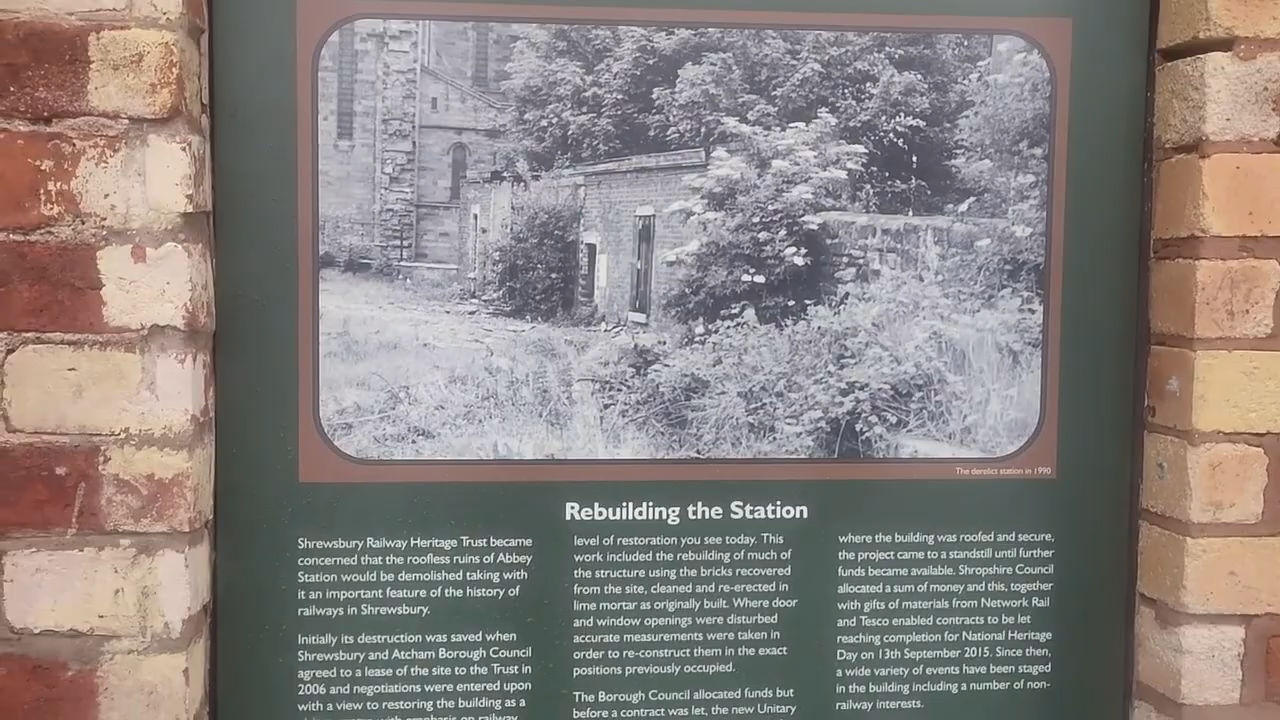 The derelict station in 1990
Rebuilding the Station
Shrewsbury Railway Heritage Trust became
concerned that the roofless ruins of Abbey
Station would be demolished taking with
it an important feature of the history of
railways in Shrewsbury.
Initially its destruction was saved when
Shrewsbury and Atcham Borough Council
agreed to a lease of the site to the Trust in
2006 and negotiations were entered upon
with a view to restoring the building as a
with emphasis on railway
level of restoration you see today. This
work included the rebuilding of much of
the structure using the bricks recovered
from the site, cleaned and re-erected in
lime mortar as originally built. Where door
and window openings were disturbed
accurate measurements were taken in
order to re-construct them in the exact
positions previously occupied.
The Borough Council allocated funds but
before a contract was let, the new Unitary
where the building was roofed and secure,
the project came to a standstill until further
funds became available. Shropshire Council
allocated a sum of money and this, together
with gifts of materials from Network Rail
and Tesco enabled contracts to be let
reaching completion for National Heritage
Day on 13th September 2015. Since then,
a wide variety of events have been staged
in the building including a number of non-
railway interests.